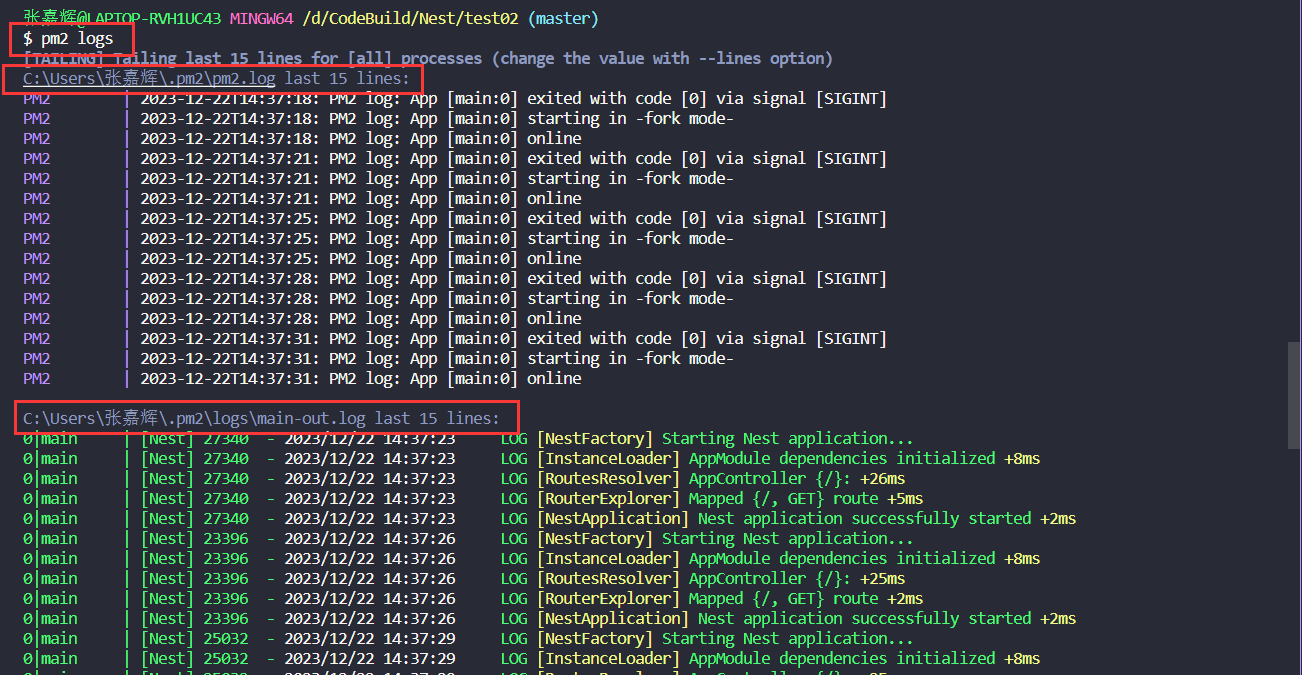 张嘉辉@LAPTOP-RVH1UC43 MINGW64 /d/CodeBuild/Nest/test02 (master)
$ pm2 logs
[TAILING] Tailing last 15 lines for [all] processes (change the value with --lines option)
C:\Users\张嘉辉\.pm2\pm2.log last 15 lines:
PM2 | 2023-12-22T14:37:18: PM2 log: App [main:0] exited with code [0] via signal [SIGINT]
PM2 | 2023-12-22T14:37:18: PM2 log: App [main:0] starting in -fork mode-
PM2 | 2023-12-22T14:37:18: PM2 log: App [main:0] online
PM2 | 2023-12-22T14:37:21: PM2 log: App [main:0] exited with code [0] via signal [SIGINT]
PM2 | 2023-12-22T14:37:21: PM2 log: App [main:0] starting in -fork mode-
PM2 | 2023-12-22T14:37:21: PM2 log: App [main:0] online
PM2 | 2023-12-22T14:37:25: PM2 log: App [main:0] exited with code [0] via signal [SIGINT]
PM2 | 2023-12-22T14:37:25: PM2 log: App [main:0] starting in -fork mode-
PM2 | 2023-12-22T14:37:25: PM2 log: App [main:0] online
PM2 | 2023-12-22T14:37:28: PM2 log: App [main:0] exited with code [0] via signal [SIGINT]
PM2 | 2023-12-22T14:37:28: PM2 log: App [main:0] starting in -fork mode-
PM2 | 2023-12-22T14:37:28: PM2 log: App [main:0] online
PM2 | 2023-12-22T14:37:31: PM2 log: App [main:0] exited with code [0] via signal [SIGINT]
PM2 | 2023-12-22T14:37:31: PM2 log: App [main:0] starting in -fork mode-
PM2 | 2023-12-22T14:37:31: PM2 log: App [main:0] online
C:\Users\张嘉辉\.pm2\logs\main-out.log last 15 lines:
0|main | [Nest] 27340 - 2023/12/22 14:37:23 LOG [NestFactory] Starting Nest application...
0|main | [Nest] 27340 - 2023/12/22 14:37:23 LOG [InstanceLoader] AppModule dependencies initialized +8ms
0|main | [Nest] 27340 - 2023/12/22 14:37:23 LOG [RoutesResolver] AppController {/}: +26ms
0|main | [Nest] 27340 - 2023/12/22 14:37:23 LOG [RouterExplorer] Mapped {/, GET} route +5ms
0|main | [Nest] 27340 - 2023/12/22 14:37:23 LOG [NestApplication] Nest application successfully started +2ms
0|main | [Nest] 23396 - 2023/12/22 14:37:26 LOG [NestFactory] Starting Nest application...
0|main | [Nest] 23396 - 2023/12/22 14:37:26 LOG [InstanceLoader] AppModule dependencies initialized +8ms
0|main | [Nest] 23396 - 2023/12/22 14:37:26 LOG [RoutesResolver] AppController {/}: +25ms
0|main | [Nest] 23396 - 2023/12/22 14:37:26 LOG [RouterExplorer] Mapped {/, GET} route +2ms
0|main | [Nest] 23396 - 2023/12/22 14:37:26 LOG [NestApplication] Nest application successfully started +2ms
0|main | [Nest] 25032 - 2023/12/22 14:37:29 LOG [NestFactory] Starting Nest application...
0|main | [Nest] 25032 - 2023/12/22 14:37:29 LOG [InstanceLoader] AppModule dependencies initialized +8ms